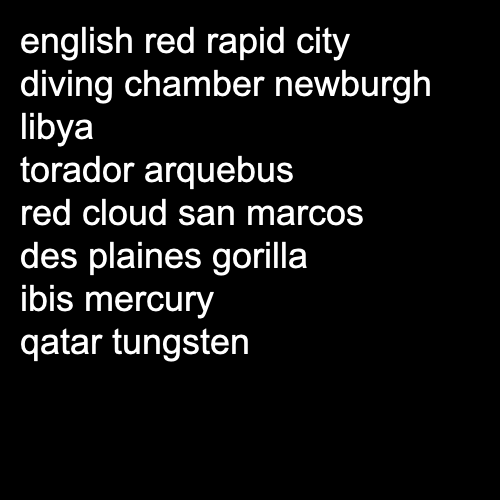 english red rapid city
diving chamber newburgh
libya
torador arquebus
red cloud san marcos
des plaines gorilla
ibis mercury
qatar tungsten